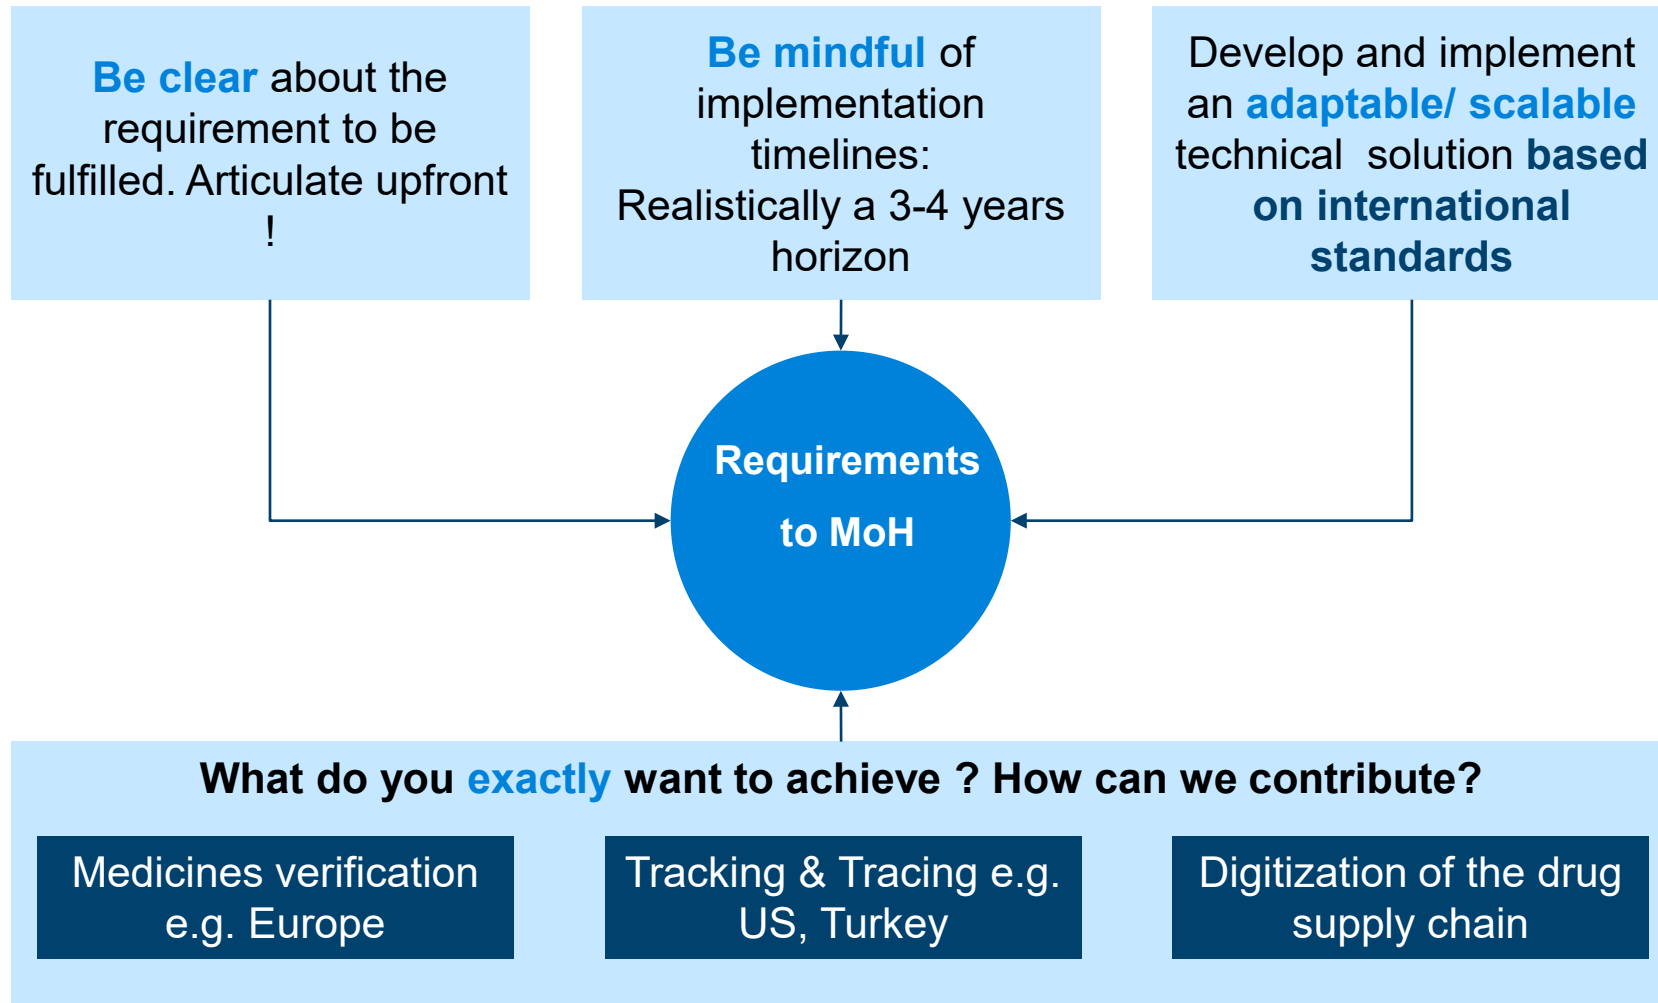 Be clear about the
requirement to be
fulfilled. Articulate upfront
!
Be mindful of
implementation
timelines:
Realistically a 3-4 years
horizon
Develop and implement
an adaptable/ scalable
technical  solution based
on international
standards
Requirements
to MoH
What do you exactly want to achieve ? How can we contribute?
Medicines verification
e.g. Europe
Tracking & Tracing e.g.
US, Turkey
Digitization of the drug
supply chain